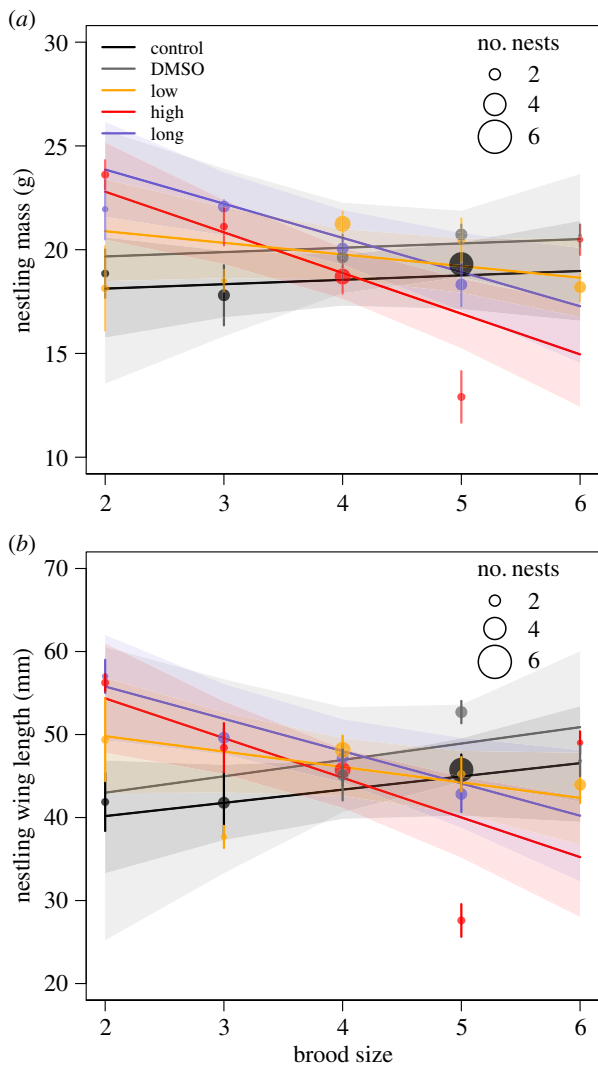 (a)
30
25
20
15
10
nestling mass (g)
control
DMSO
low
high
long
no. nests
2
4
6
2 3 4 5 6
(b)
70
60
50
40
30
20
nestling wing length (mm)
no. nests
2
4
6
2 3 4 5 6
brood size